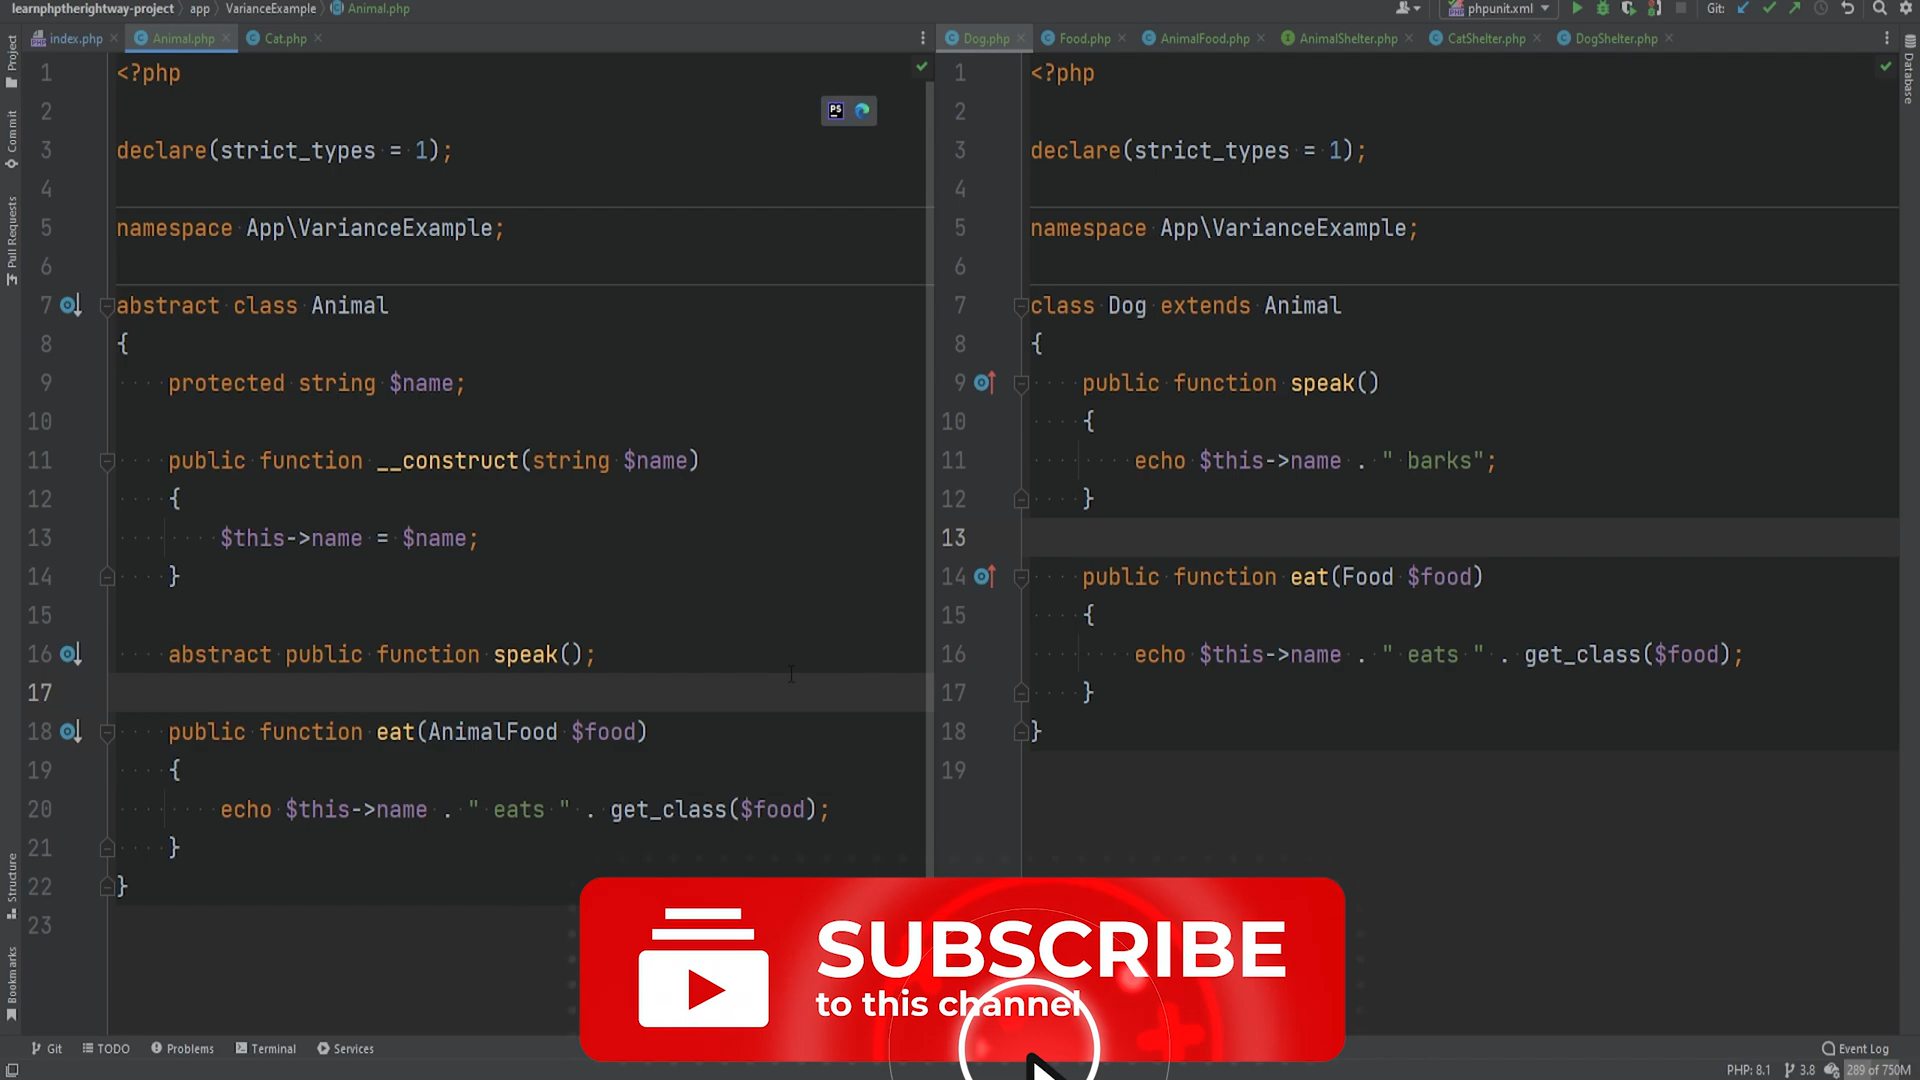 learnphptherightway-project app VarianceExample Animal.php
phpunit.xml Git:
index.php Animal.php Cat.php
Dog.php Food.php AnimalFood.php AnimalShelter.php CatShelter.php DogShelter.php
Project
Commit
Pull Requests
Structure
Bookmarks
Database
1 <?php
2
3 declare(strict_types = 1);
4
5 namespace App\VarianceExample;
6
7 abstract class Animal
8 {
9 protected string $name;
10
11 public function __construct(string $name)
12 {
13 $this->name = $name;
14 }
15
16 abstract public function speak();
17
18 public function eat(AnimalFood $food)
19 {
20 echo $this->name . " eats " . get_class($food);
21 }
22 }
23
PS
1 <?php
2
3 declare(strict_types = 1);
4
5 namespace App\VarianceExample;
6
7 class Dog extends Animal
8 {
9 public function speak()
10 {
11 echo $this->name . " barks";
12 }
13
14 public function eat(Food $food)
15 {
16 echo $this->name . " eats " . get_class($food);
17 }
18 }
19
SUBSCRIBE
to this channel
Git TODO Problems Terminal Services
Event Log
PHP: 8.1 3.8 289 of 750M